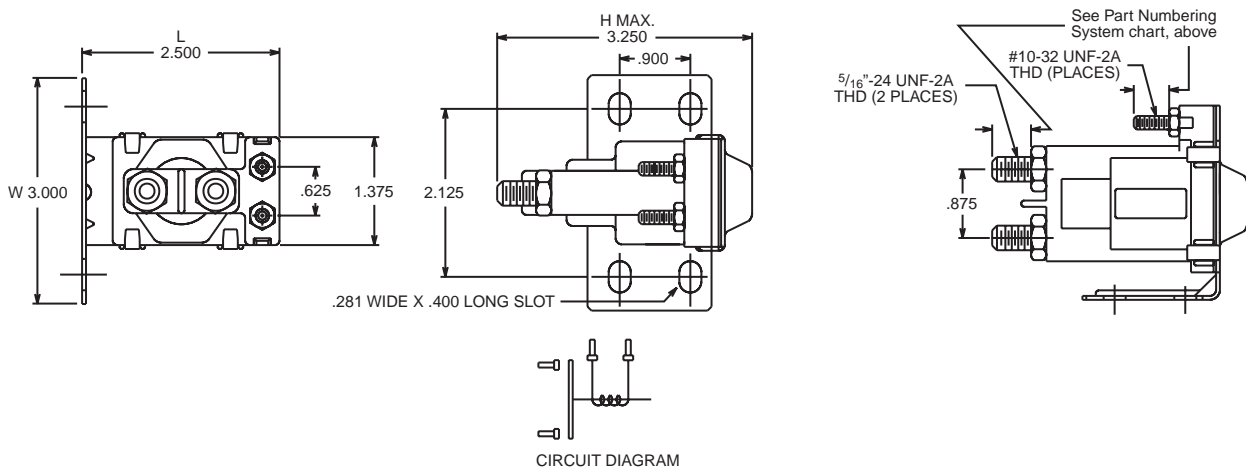 L
2.500
W 3.000
.625
1.375
H MAX.
3.250
.900
2.125
.281 WIDE X .400 LONG SLOT
See Part Numbering
System chart, above
#10-32 UNF-2A
THD (PLACES)
5/16"-24 UNF-2A
THD (2 PLACES)
.875
CIRCUIT DIAGRAM